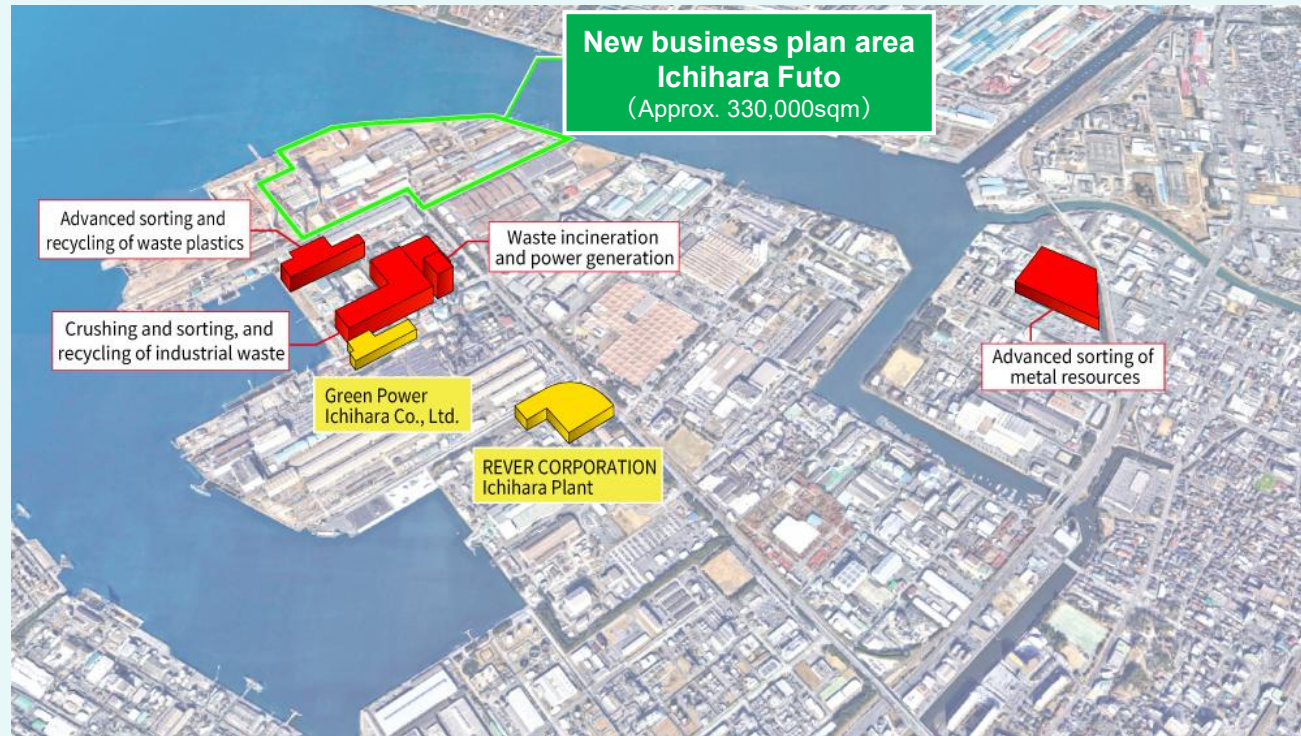 New business plan area
Ichihara Futo
（Approx. 330,000sqm）
Advanced sorting and
recycling of waste plastics
Waste incineration
and power generation
Crushing and sorting, and
recycling of industrial waste
Green Power
Ichihara Co., Ltd.
REVER CORPORATION
Ichihara Plant
Advanced sorting of
metal resources